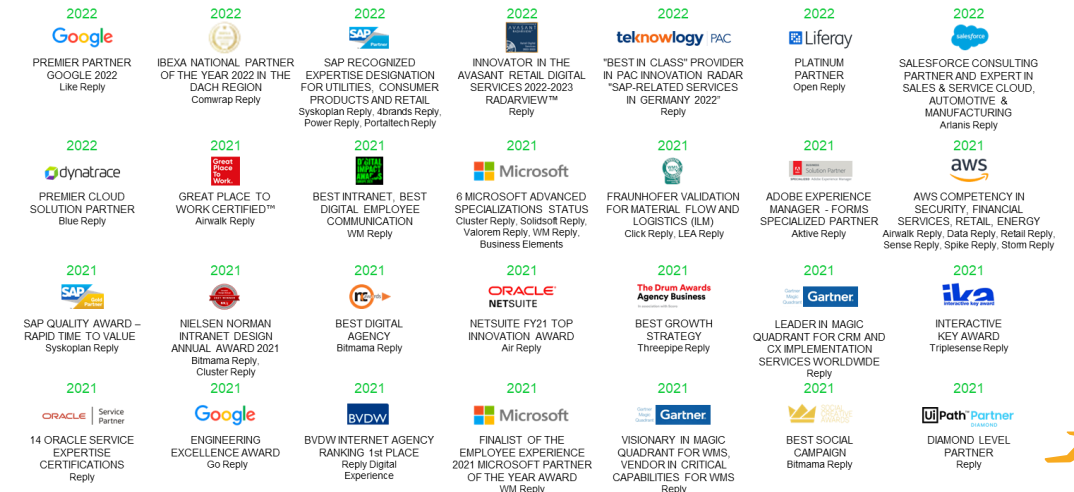 2022
Google
PREMIER PARTNER
GOOGLE 2022
Like Reply
2022
IBEXA NATIONAL PARTNER
OF THE YEAR 2022 IN THE
DACH REGION
Comwrap Reply
2022
SAP
Partner
SAP RECOGNIZED
EXPERTISE DESIGNATION
FOR UTILITIES, CONSUMER
PRODUCTS AND RETAIL
Syskoplan Reply, 4brands Reply,
Power Reply, Portaltech Reply
2022
AVASANT
INNOVATOR IN THE
AVASANT RETAIL DIGITAL
SERVICES 2022-2023
RADARVIEW™
Reply
2022
teknowlogy | PAC
"BEST IN CLASS" PROVIDER
IN PAC INNOVATION RADAR
"SAP-RELATED SERVICES
IN GERMANY 2022"
Reply
2022
Liferay
PLATINUM
PARTNER
Open Reply
2022
salesforce
SALESFORCE CONSULTING
PARTNER AND EXPERT IN
SALES & SERVICE CLOUD,
AUTOMOTIVE &
MANUFACTURING
Arlanis Reply
2022
dynatrace
PREMIER CLOUD
SOLUTION PARTNER
Blue Reply
2021
Great
Place
To
Work.
GREAT PLACE TO
WORK CERTIFIED™
Airwalk Reply
2021
DIGITAL
IMPACT
AWARDS
BEST INTRANET, BEST
DIGITAL EMPLOYEE
COMMUNICATION
WM Reply
2021
Microsoft
6 MICROSOFT ADVANCED
SPECIALIZATIONS STATUS
Cluster Reply, Solidsoft Reply,
Valorem Reply, WM Reply,
Business Elements
2021
FRAUNHOFER VALIDATION
FOR MATERIAL FLOW AND
LOGISTICS (ILM)
Click Reply, LEA Reply
2021
Solution Partner
ADOBE EXPERIENCE
MANAGER - FORMS
SPECIALIZED PARTNER
Aktive Reply
2021
aws
AWS COMPETENCY IN
SECURITY, FINANCIAL
SERVICES, RETAIL, ENERGY
Airwalk Reply, Data Reply, Retail Reply,
Sense Reply, Spike Reply, Storm Reply
2021
SAP
Gold
Partner
SAP QUALITY AWARD –
RAPID TIME TO VALUE
Syskoplan Reply
2021
NIELSEN NORMAN
INTRANET DESIGN
ANNUAL AWARD 2021
Bitmama Reply,
Cluster Reply
2021
BEST DIGITAL
AGENCY
Bitmama Reply
2021
ORACLE
NETSUITE
NETSUITE FY21 TOP
INNOVATION AWARD
Air Reply
2021
The Drum Awards
Agency Business
BEST GROWTH
STRATEGY
Threepipe Reply
2021
Gartner
Magic
Quadrant
Gartner
LEADER IN MAGIC
QUADRANT FOR CRM AND
CX IMPLEMENTATION
SERVICES WORLDWIDE
Reply
2021
ika
interactive key award
INTERACTIVE
KEY AWARD
Triplesense Reply
2021
ORACLE | Service
Partner
14 ORACLE SERVICE
EXPERTISE
CERTIFICATIONS
Reply
2021
Google
ENGINEERING
EXCELLENCE AWARD
Go Reply
2021
BVDW
BVDW INTERNET AGENCY
RANKING 1st PLACE
Reply Digital
Experience
2021
Microsoft
FINALIST OF THE
EMPLOYEE EXPERIENCE
2021 MICROSOFT PARTNER
OF THE YEAR AWARD
WM Reply
2021
Gartner
Magic
Quadrant
Gartner
VISIONARY IN MAGIC
QUADRANT FOR WMS,
VENDOR IN CRITICAL
CAPABILITIES FOR WMS
Reply
2021
BEST SOCIAL
CAMPAIGN
Bitmama Reply
2021
UiPath Partner
DIAMOND
DIAMOND LEVEL
PARTNER
Reply